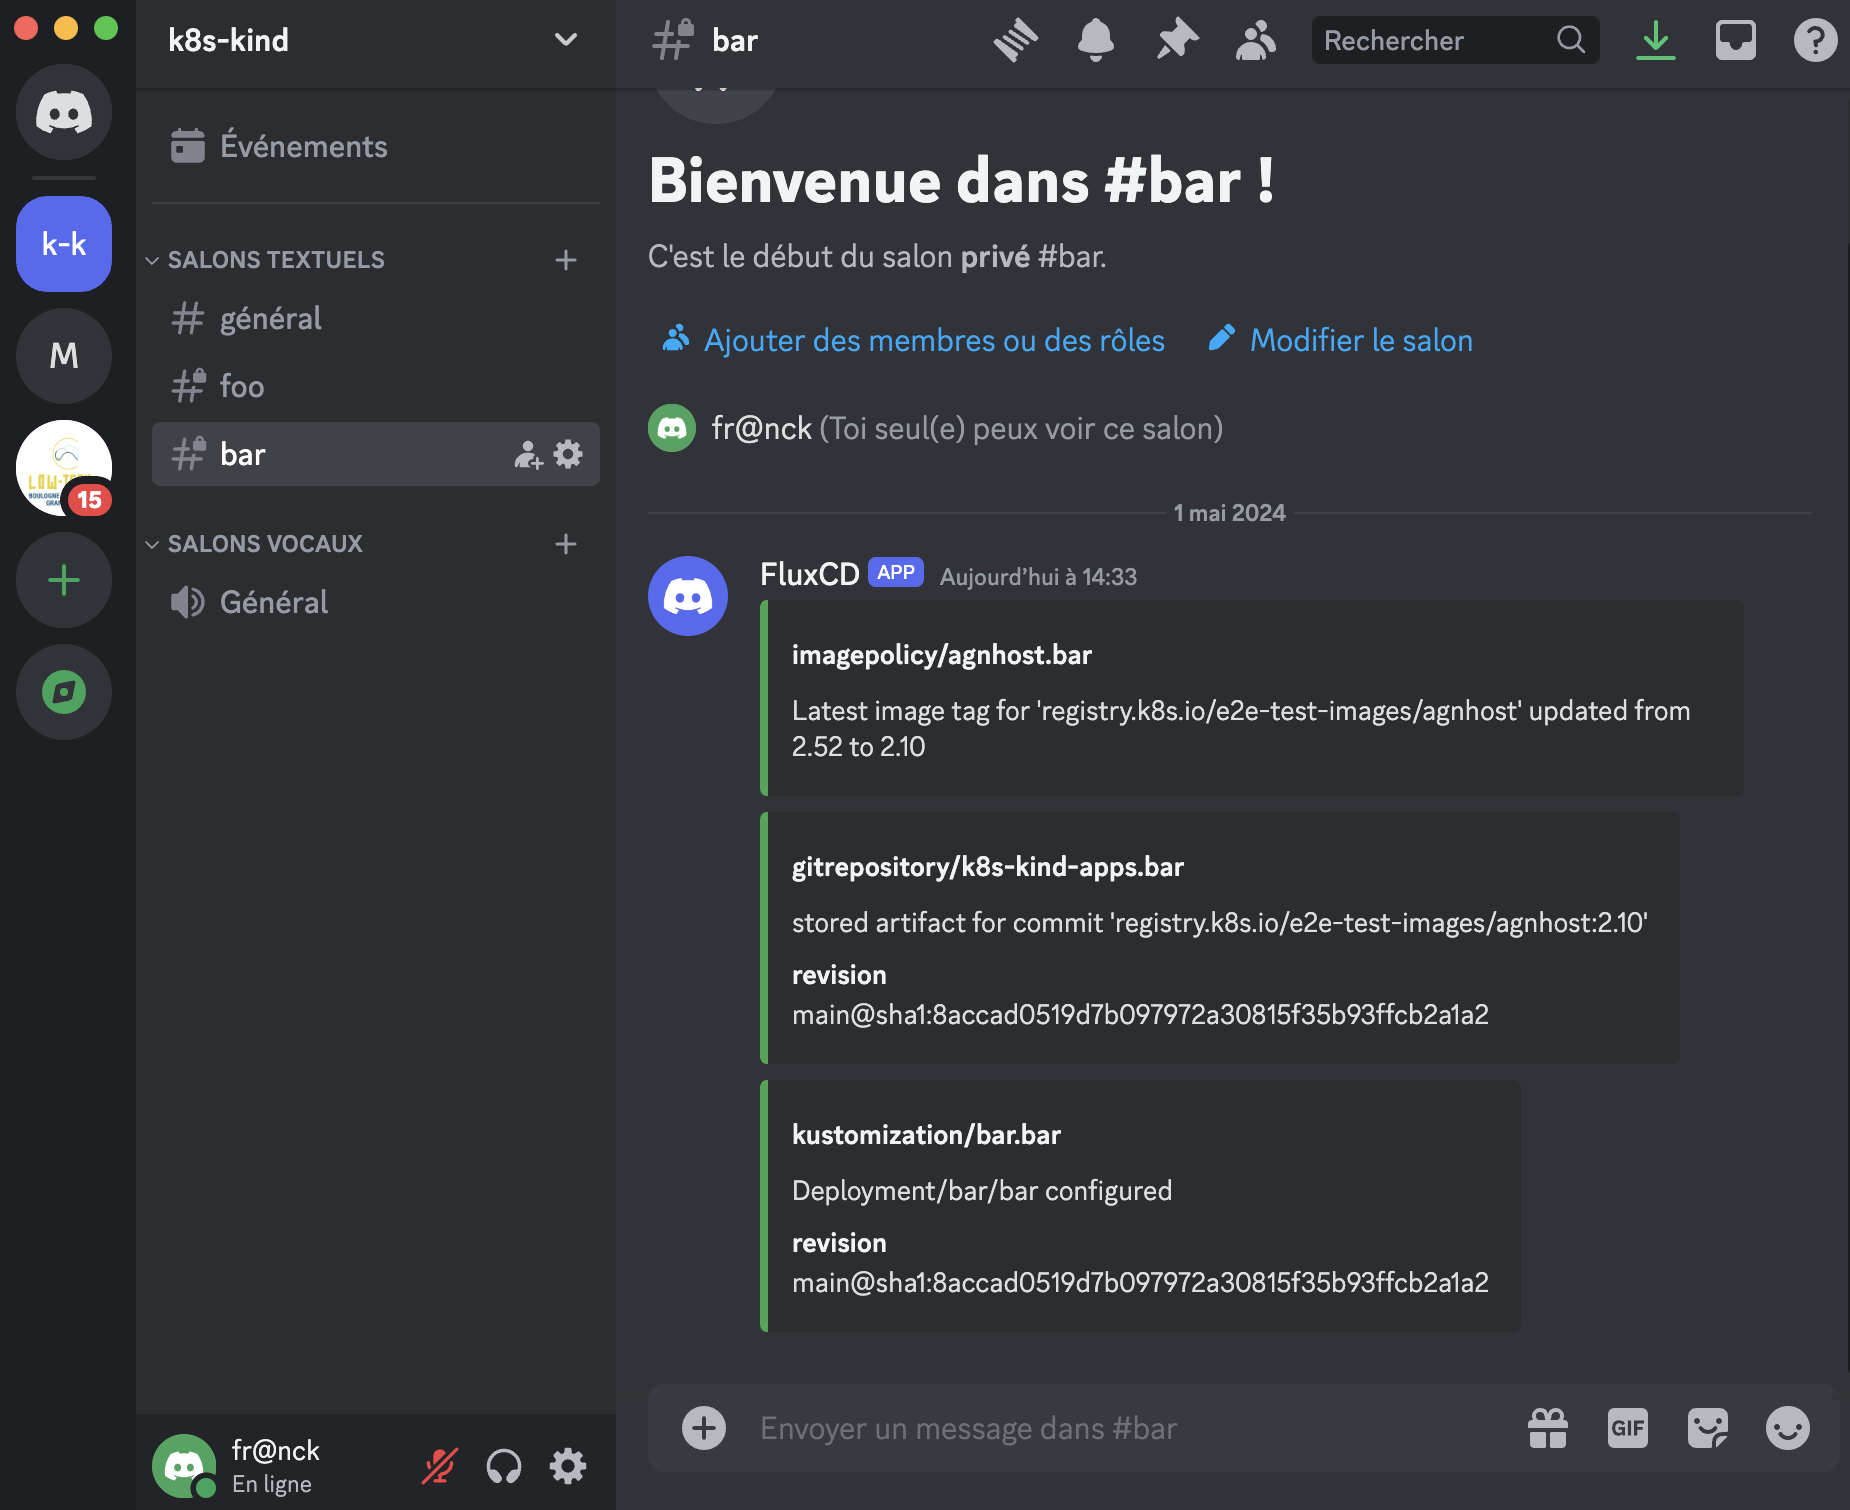 k8s-kind
bar
Rechercher
k-k
M
15
Événements
SALONS TEXTUELS
général
foo
bar
SALONS VOCAUX
Général
fr@nck
En ligne
Bienvenue dans #bar !
C'est le début du salon privé #bar.
Ajouter des membres ou des rôles
Modifier le salon
fr@nck (Toi seul(e) peux voir ce salon)
1 mai 2024
FluxCD APP Aujourd’hui à 14:33
imagepolicy/agnhost.bar
Latest image tag for 'registry.k8s.io/e2e-test-images/agnhost' updated from
2.52 to 2.10
gitrepository/k8s-kind-apps.bar
stored artifact for commit 'registry.k8s.io/e2e-test-images/agnhost:2.10'
revision
main@sha1:8accad0519d7b097972a30815f35b93ffcb2a1a2
kustomization/bar.bar
Deployment/bar/bar configured
revision
main@sha1:8accad0519d7b097972a30815f35b93ffcb2a1a2
Envoyer un message dans #bar
GIF